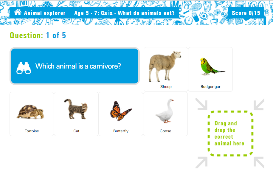 Animal explorer Age 5 - 7: Quiz - What do animals eat? Score 0/15
Question: 1 of 5
Which animal is a carnivore?
Sheep Budgerigar
Tortoise Cat Butterfly Goose
Drag and
drop the
correct
animal here